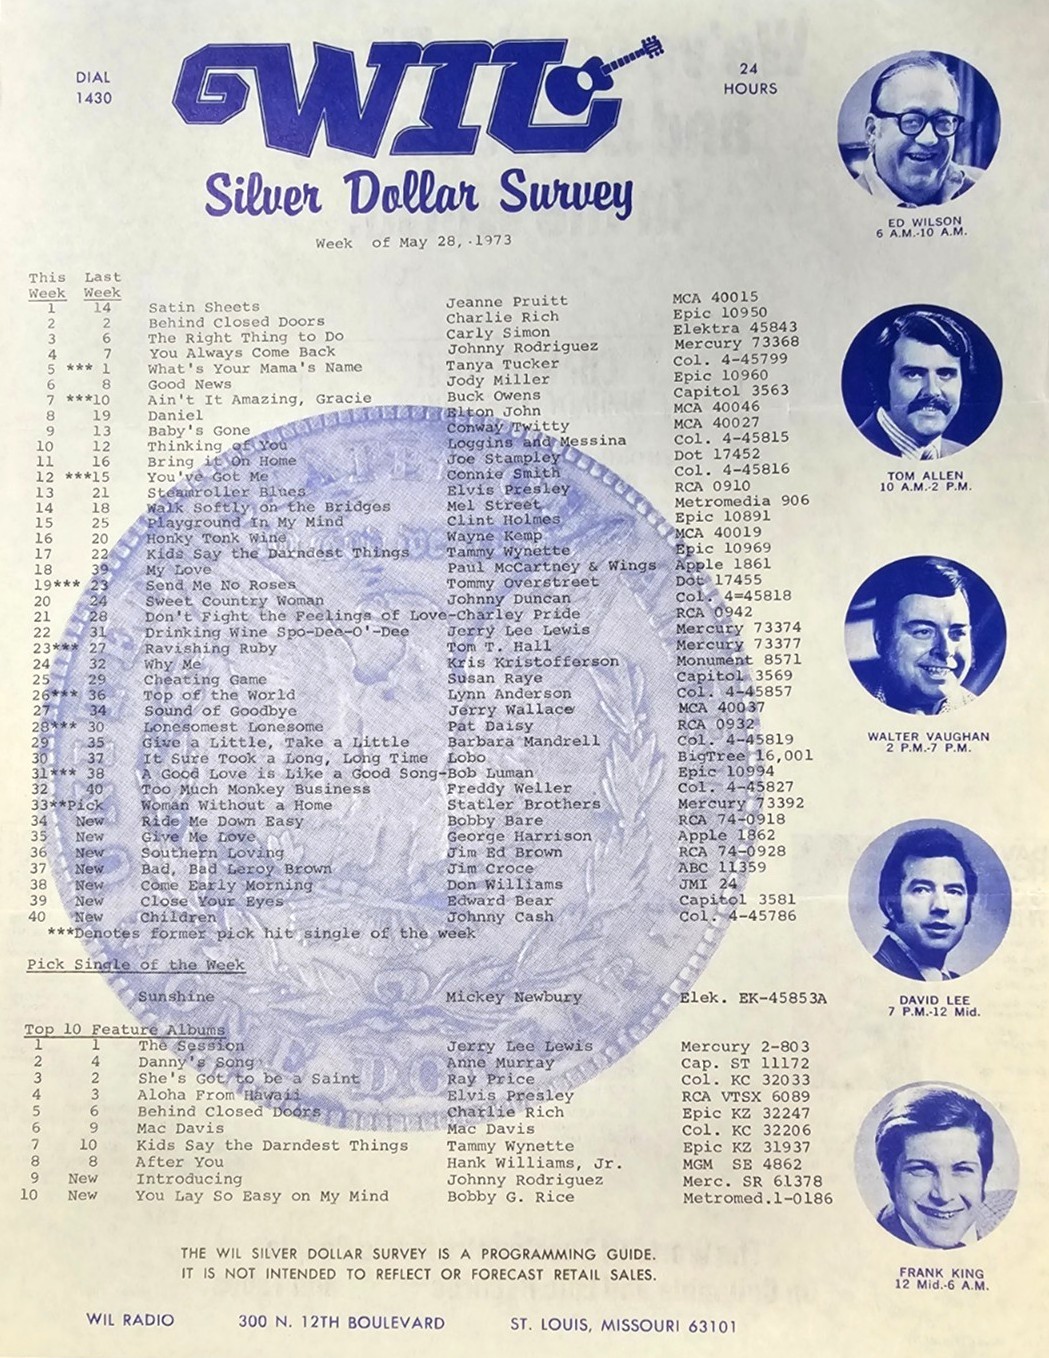 DIAL 1430
WIL
24 HOURS
Silver Dollar Survey
Week of May 28, 1973
This Last
Week Week
1 14 Satin Sheets Jeanne Pruitt MCA 40015
2 2 Behind Closed Doors Charlie Rich Epic 10950
3 6 The Right Thing to Do Carly Simon Elektra 45843
4 7 You Always Come Back Johnny Rodriguez Mercury 73368
5 *** 1 What's Your Mama's Name Tanya Tucker Col. 4-45799
6 8 Good News Jody Miller Epic 10960
7 ***10 Ain't It Amazing, Gracie Buck Owens Capitol 3563
8 19 Daniel Elton John MCA 40046
9 13 Baby's Gone Conway Twitty MCA 40027
10 12 Thinking of You Loggins and Messina Col. 4-45815
11 16 Bring it On Home Joe Stampley Dot 17452
12 ***15 You've Got Me Connie Smith Col. 4-45816
13 21 Steamroller Blues Elvis Presley RCA 0910
14 18 Walk Softly on the Bridges Mel Street Metromedia 906
15 25 Playground In My Mind Clint Holmes Epic 10891
16 20 Honky Tonk Wine Wayne Kemp MCA 40019
17 22 Kids Say the Darndest Things Tammy Wynette Epic 10969
18 39 My Love Paul McCartney & Wings Apple 1861
19*** 23 Send Me No Roses Tommy Overstreet Dot 17455
20 24 Sweet Country Woman Johnny Duncan Col. 4=45818
21 28 Don't Fight the Feelings of Love-Charley Pride RCA 0942
22 31 Drinking Wine Spo-Dee-O'-Dee Jerry Lee Lewis Mercury 73374
23*** 27 Ravishing Ruby Tom T. Hall Mercury 73377
24 32 Why Me Kris Kristofferson Monument 8571
25 29 Cheating Game Susan Raye Capitol 3569
26*** 36 Top of the World Lynn Anderson Col. 4-45857
27 34 Sound of Goodbye Jerry Wallace MCA 40037
28*** 30 Lonesomest Lonesome Pat Daisy RCA 0932
29 35 Give a Little, Take a Little Barbara Mandrell Col. 4-45819
30 37 It Sure Took a Long, Long Time Lobo BigTree 16,001
31*** 38 A Good Love is Like a Good Song-Bob Luman Epic 10994
32 40 Too Much Monkey Business Freddy Weller Col. 4-45827
33**Pick Woman Without a Home Statler Brothers Mercury 73392
34 New Ride Me Down Easy Bobby Bare RCA 74-0918
35 New Give Me Love George Harrison Apple 1862
36 New Southern Loving Jim Ed Brown RCA 74-0928
37 New Bad, Bad Leroy Brown Jim Croce ABC 11359
38 New Come Early Morning Don Williams JMI 24
39 New Close Your Eyes Edward Bear Capitol 3581
40 New Children Johnny Cash Col. 4-45786
***Denotes former pick hit single of the week
Pick Single of the Week
Sunshine Mickey Newbury Elek. EK-45853A
Top 10 Feature Albums
1 1 The Session Jerry Lee Lewis Mercury 2-803
2 4 Danny's Song Anne Murray Cap. ST 11172
3 2 She's Got to be a Saint Ray Price Col. KC 32033
4 3 Aloha From Hawaii Elvis Presley RCA VTSX 6089
5 6 Behind Closed Doors Charlie Rich Epic KZ 32247
6 9 Mac Davis Mac Davis Col. KC 32206
7 10 Kids Say the Darndest Things Tammy Wynette Epic KZ 31937
8 8 After You Hank Williams, Jr. MGM SE 4862
9 New Introducing Johnny Rodriguez Merc. SR 61378
10 New You Lay So Easy on My Mind Bobby G. Rice Metromed.1-0186
ED WILSON
6 A.M.-10 A.M.
TOM ALLEN
10 A.M.-2 P.M.
WALTER VAUGHAN
2 P.M.-7 P.M.
DAVID LEE
7 P.M.-12 Mid.
FRANK KING
12 Mid.-6 A.M.
THE WIL SILVER DOLLAR SURVEY IS A PROGRAMMING GUIDE.
IT IS NOT INTENDED TO REFLECT OR FORECAST RETAIL SALES.
WIL RADIO 300 N. 12TH BOULEVARD ST. LOUIS, MISSOURI 63101